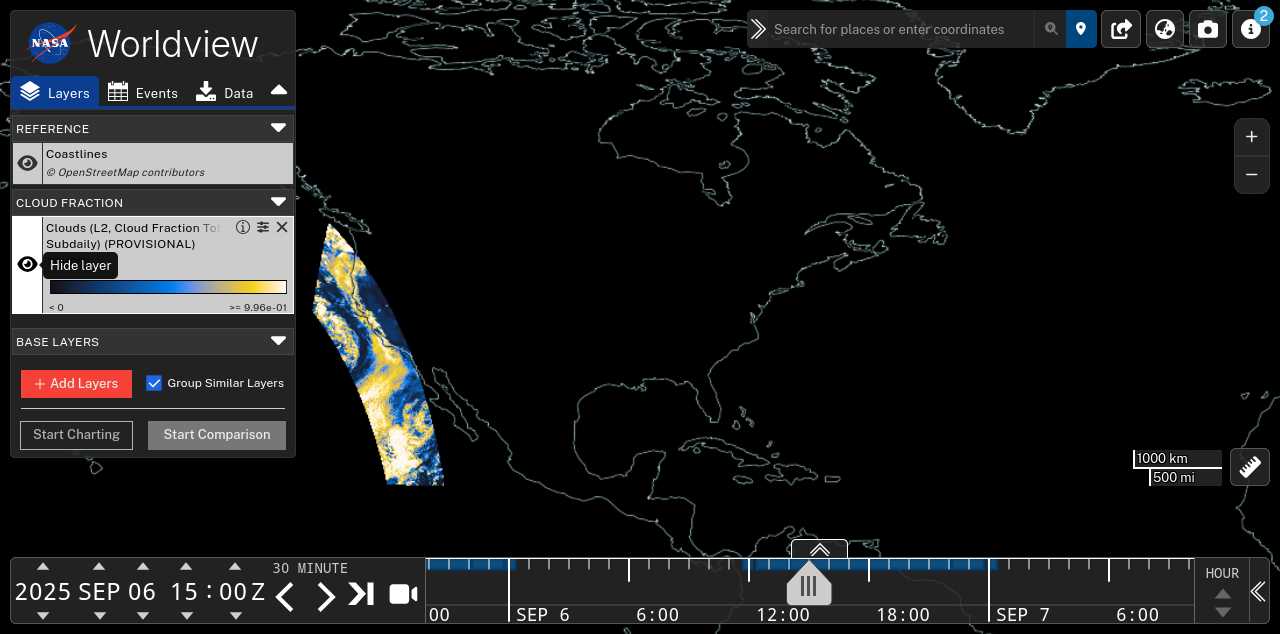 NASA
Worldview
Layers
Events
Data
REFERENCE
Coastlines
© OpenStreetMap contributors
CLOUD FRACTION
Clouds (L2, Cloud Fraction Tot
Subdaily) (PROVISIONAL)
Hide layer
< 0
>= 9.96e-01
BASE LAYERS
+ Add Layers
Group Similar Layers
Start Charting
Start Comparison
Search for places or enter coordinates
2
+
−
1000 km
500 mi
2025 SEP 06 15 : 00 Z
30 MINUTE
00
SEP 6
6:00
12:00
18:00
SEP 7
6:00
HOUR